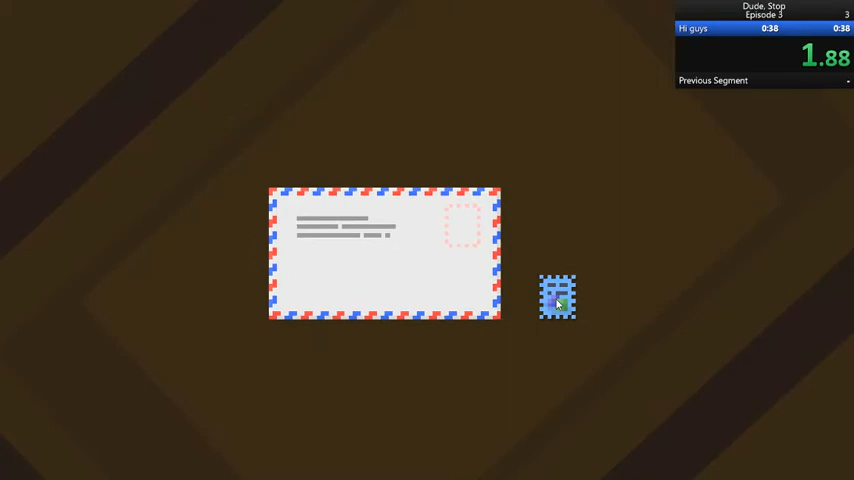 Dude, Stop
Episode 3 3
Hi guys 0:38 0:38
1.88
Previous Segment -